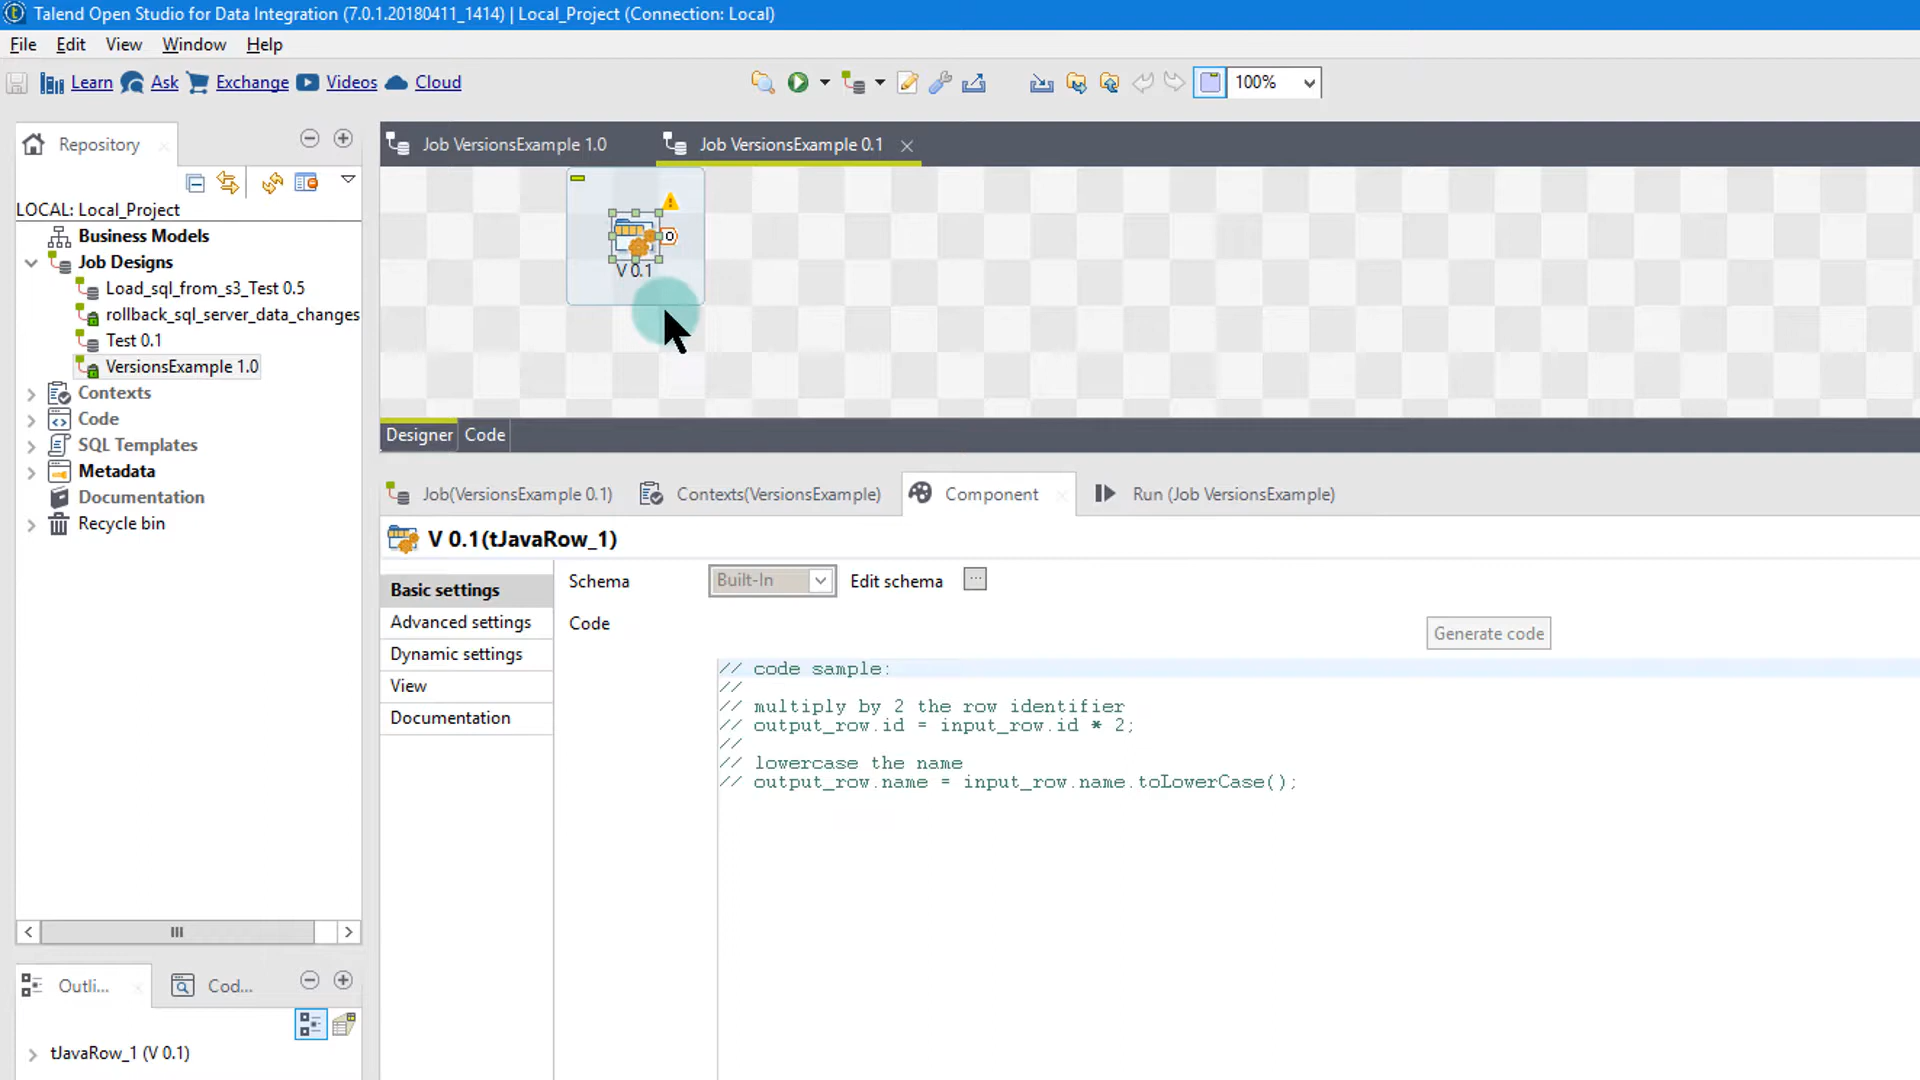 Talend Open Studio for Data Integration (7.0.1.20180411_1414) | Local_Project (Connection: Local)
File Edit View Window Help
Learn Ask Exchange Videos Cloud 100%
Repository
Job VersionsExample 1.0 Job VersionsExample 0.1
LOCAL: Local_Project
Business Models
Job Designs
Load_sql_from_s3_Test 0.5
rollback_sql_server_data_changes
Test 0.1
VersionsExample 1.0
Contexts
Code
SQL Templates
Metadata
Documentation
Recycle bin
V 0.1
Designer Code
Job(VersionsExample 0.1) Contexts(VersionsExample) Component Run (Job VersionsExample)
V 0.1(tJavaRow_1)
Basic settings
Advanced settings
Dynamic settings
View
Documentation
Schema Built-In Edit schema ...
Code
Generate code
// code sample:
//
// multiply by 2 the row identifier
// output_row.id = input_row.id * 2;
//
// lowercase the name
// output_row.name = input_row.name.toLowerCase();
Outli... Cod...
tJavaRow_1 (V 0.1)